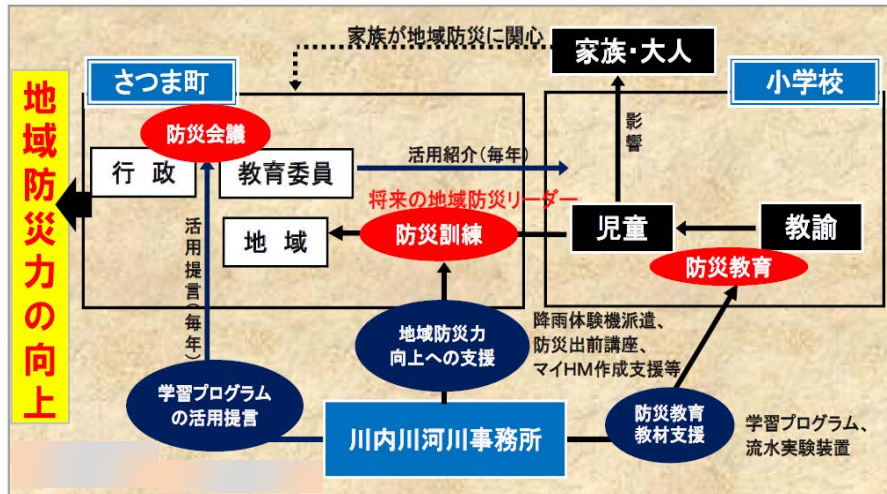 家族が地域防災に関心
家族・大人
さつま町
小学校
地域防災力の向上
防災会議
行政
教育委員
活用紹介(毎年)
影響
将来の地域防災リーダー
地域
防災訓練
児童
教諭
防災教育
活用提言(毎年)
地域防災力
向上への支援
降雨体験機派遣、
防災出前講座、
マイHM作成支援等
学習プログラム
の活用提言
川内川河川事務所
防災教育
教材支援
学習プログラム、
流水実験装置